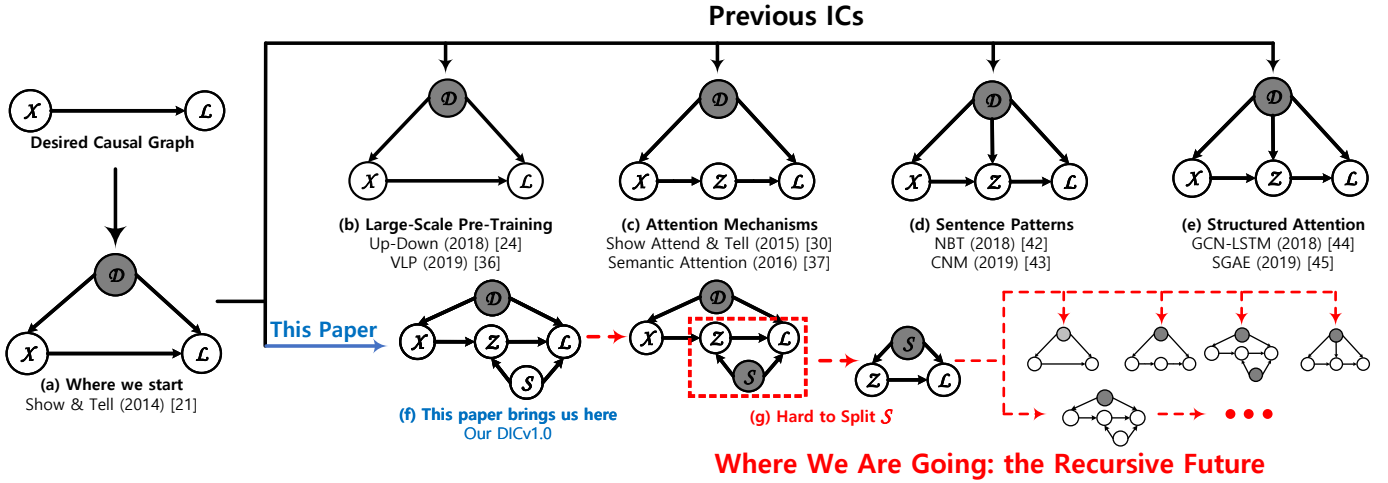 Previous ICs
X
L
Desired Causal Graph
D
X
L
(a) Where we start
Show & Tell (2014) [21]
D
X
L
(b) Large-Scale Pre-Training
Up-Down (2018) [24]
VLP (2019) [36]
D
X
Z
L
(c) Attention Mechanisms
Show Attend & Tell (2015) [30]
Semantic Attention (2016) [37]
D
X
Z
L
(d) Sentence Patterns
NBT (2018) [42]
CNM (2019) [43]
D
X
Z
L
(e) Structured Attention
GCN-LSTM (2018) [44]
SGAE (2019) [45]
This Paper
D
X
Z
L
S
(f) This paper brings us here
Our DICv1.0
D
X
Z
L
S
S
Z
L
(g) Hard to Split S
Where We Are Going: the Recursive Future